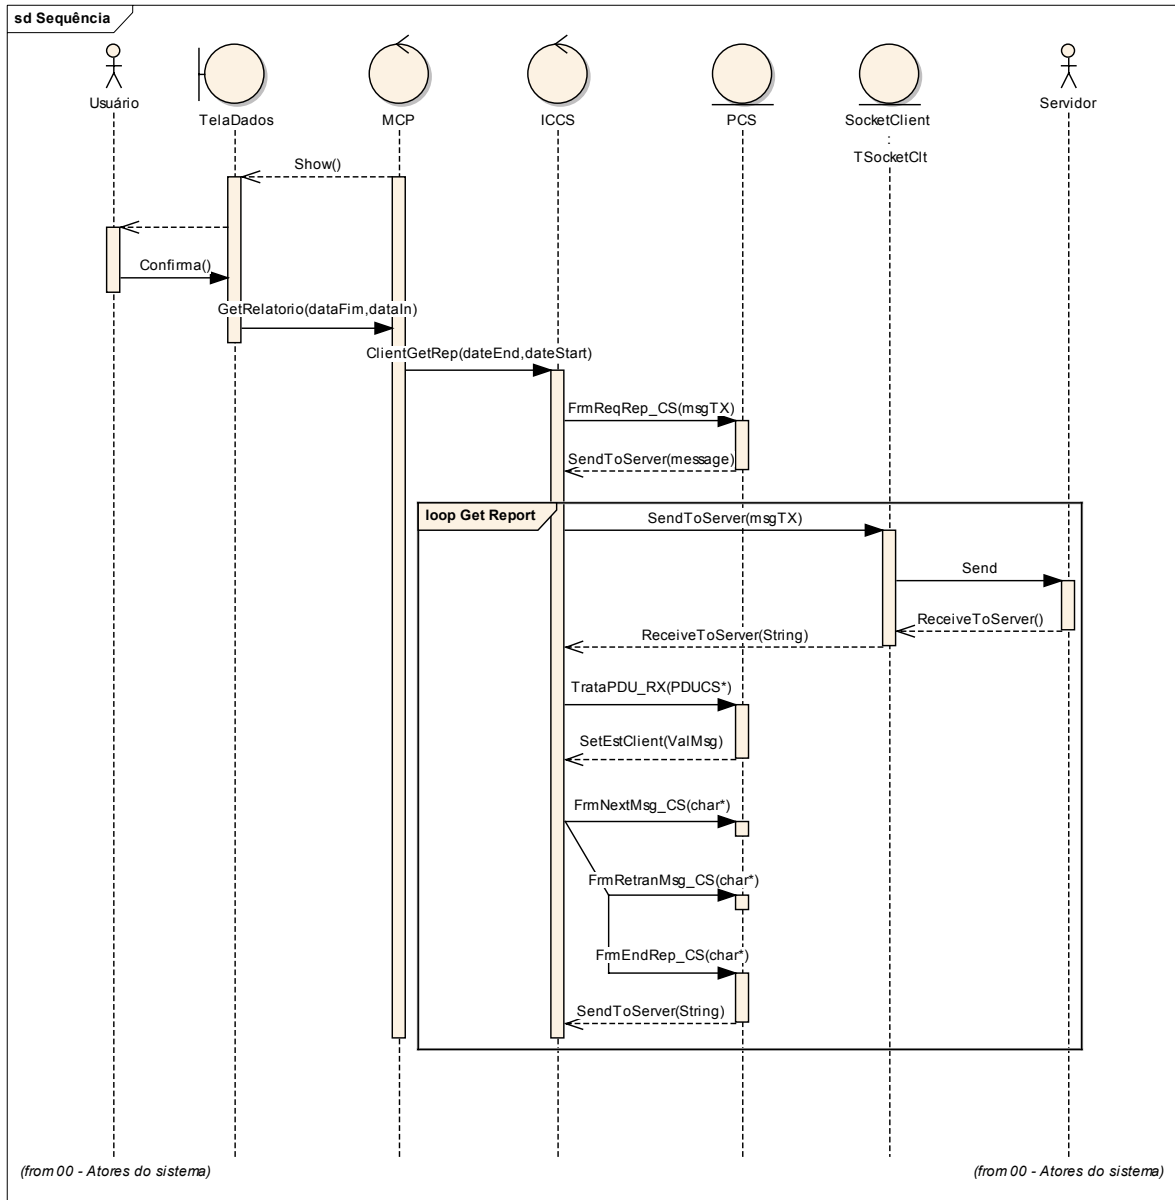 sd Sequência
Usuário
TelaDados
MCP
ICCS
PCS
SocketClient
:
TSocketClt
Servidor
Show()
Confirma()
GetRelatorio(dataFim,dataIn)
ClientGetRep(dateEnd,dateStart)
FrmReqRep_CS(msgTX)
SendToServer(message)
loop Get Report
SendToServer(msgTX)
Send
ReceiveToServer()
ReceiveToServer(String)
TrataPDU_RX(PDUCS*)
SetEstClient(ValMsg)
FrmNextMsg_CS(char*)
FrmRetranMsg_CS(char*)
FrmEndRep_CS(char*)
SendToServer(String)
(from 00 - Atores do sistema)
(from 00 - Atores do sistema)